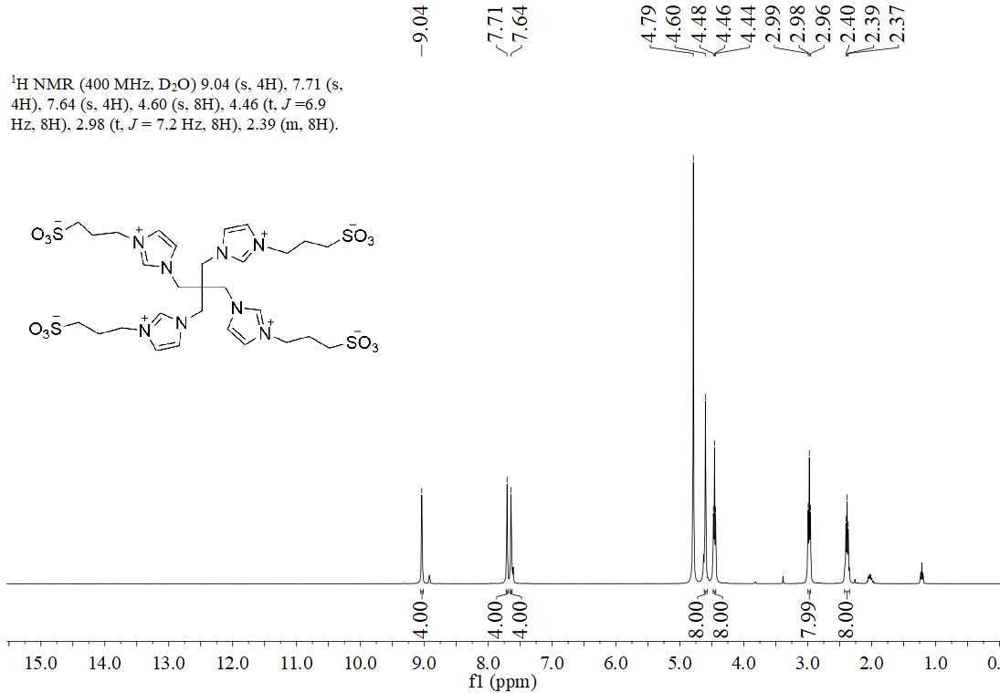 9.04
7.71
7.64
4.79
4.60
4.48
4.46
4.44
2.99
2.98
2.96
2.40
2.39
2.37
¹H NMR (400 MHz, D₂O) 9.04 (s, 4H), 7.71 (s,
4H), 7.64 (s, 4H), 4.60 (s, 8H), 4.46 (t, J =6.9
Hz, 8H), 2.98 (t, J = 7.2 Hz, 8H), 2.39 (m, 8H).
O₃S⁻
N⁺
N
N
N⁺
SO₃⁻
O₃S⁻
N⁺
N
N
N⁺
SO₃⁻
4.00
4.00
4.00
8.00
8.00
7.99
8.00
15.0 14.0 13.0 12.0 11.0 10.0 9.0 8.0 7.0 6.0 5.0 4.0 3.0 2.0 1.0 0.
f1 (ppm)